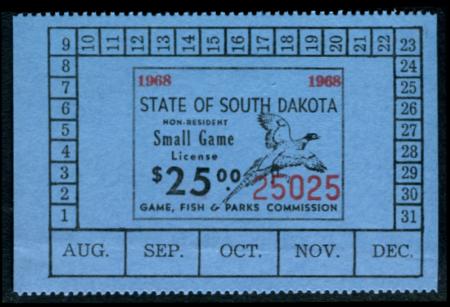 9 10 11 12 13 14 15 16 17 18 19 20 21 22 23
8 24
7 1968 1968 25
6 STATE OF SOUTH DAKOTA 26
5 NON-RESIDENT 27
4 Small Game 28
3 License 29
2 $25.00 25025 30
1 GAME, FISH & PARKS COMMISSION 31
AUG. SEP. OCT. NOV. DEC.